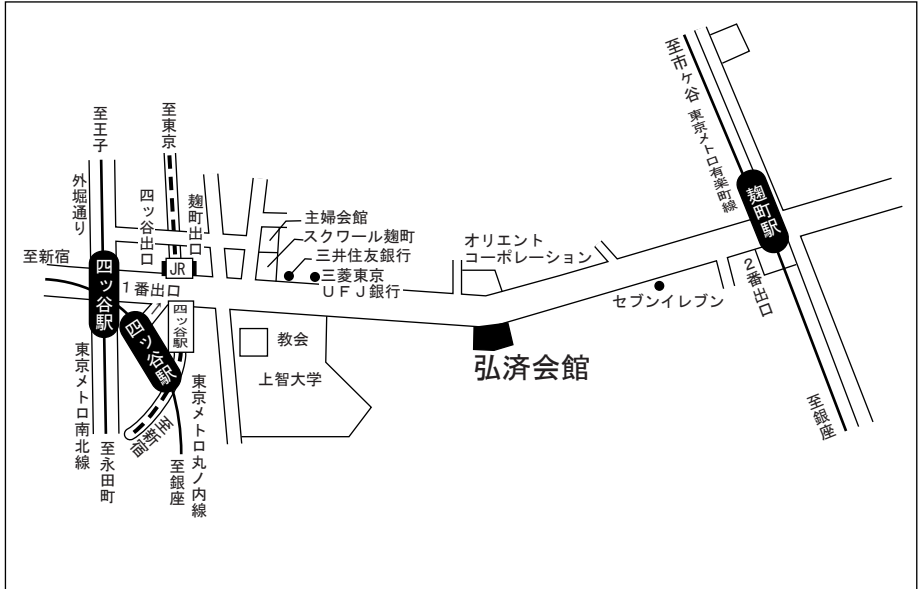 至王子
外堀通り
至新宿
四ツ谷駅
東京メトロ南北線
至永田町
四ツ谷出口
至東京
麹町出口
JR
1番出口
四ッ谷駅
四ツ谷駅
至新宿
至銀座
東京メトロ丸ノ内線
主婦会館
スクワール麹町
三井住友銀行
三菱東京
UFJ銀行
教会
上智大学
オリエント
コーポレーション
弘済会館
セブンイレブン
至市ケ谷
東京メトロ有楽町線
麹町駅
2番出口
至銀座